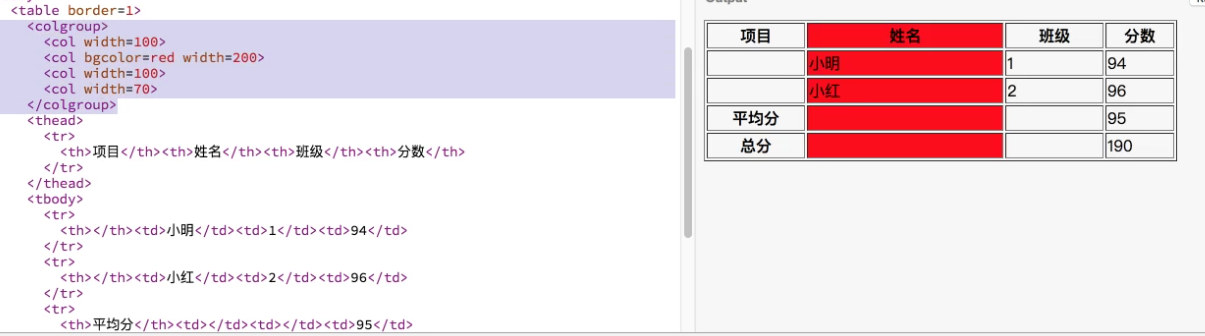 <table border=1>
<colgroup>
<col width=100>
<col bgcolor=red width=200>
<col width=100>
<col width=70>
</colgroup>
<thead>
<tr>
<th>项目</th><th>姓名</th><th>班级</th><th>分数</th>
</tr>
</thead>
<tbody>
<tr>
<th></th><td>小明</td><td>1</td><td>94</td>
</tr>
<tr>
<th></th><td>小红</td><td>2</td><td>96</td>
</tr>
<tr>
<th>平均分</th><td></td><td></td><td>95</td>
Output
项目 姓名 班级 分数
小明 1 94
小红 2 96
平均分 95
总分 190